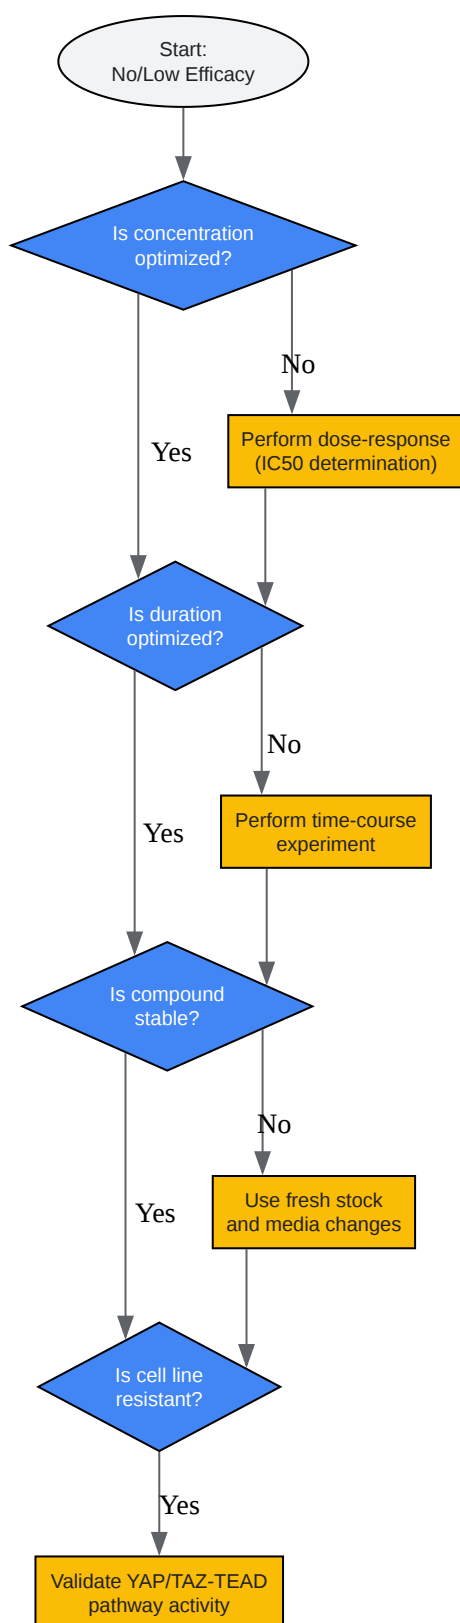 Start:
No/Low Efficacy
Is concentration
optimized?
No
Perform dose-response
(IC50 determination)
Yes
Is duration
optimized?
No
Perform time-course
experiment
Yes
Is compound
stable?
No
Use fresh stock
and media changes
Yes
Is cell line
resistant?
Yes
Validate YAP/TAZ-TEAD
pathway activity